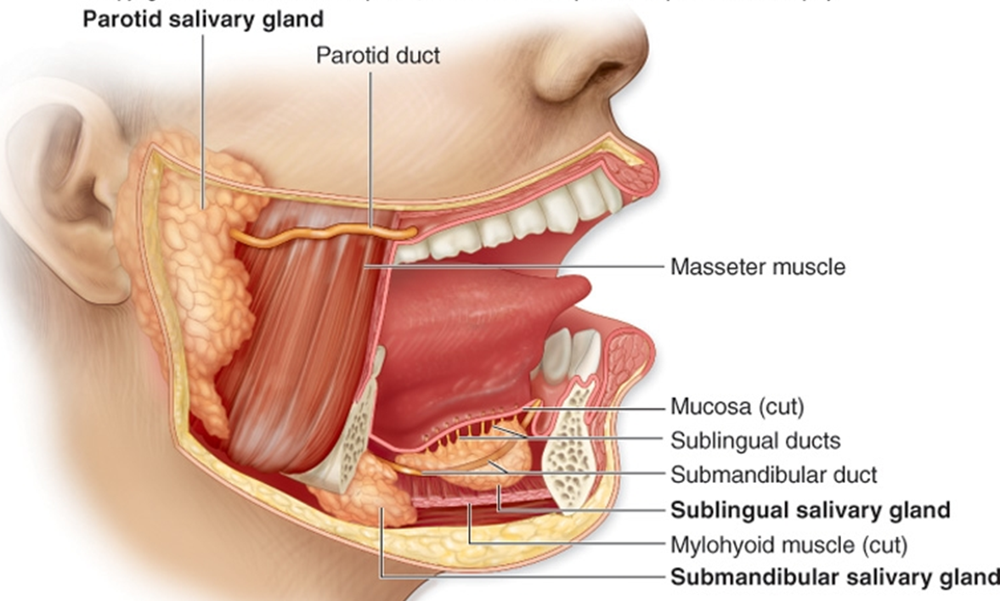 Parotid salivary gland
Parotid duct
Masseter muscle
Mucosa (cut)
Sublingual ducts
Submandibular duct
Sublingual salivary gland
Mylohyoid muscle (cut)
Submandibular salivary gland